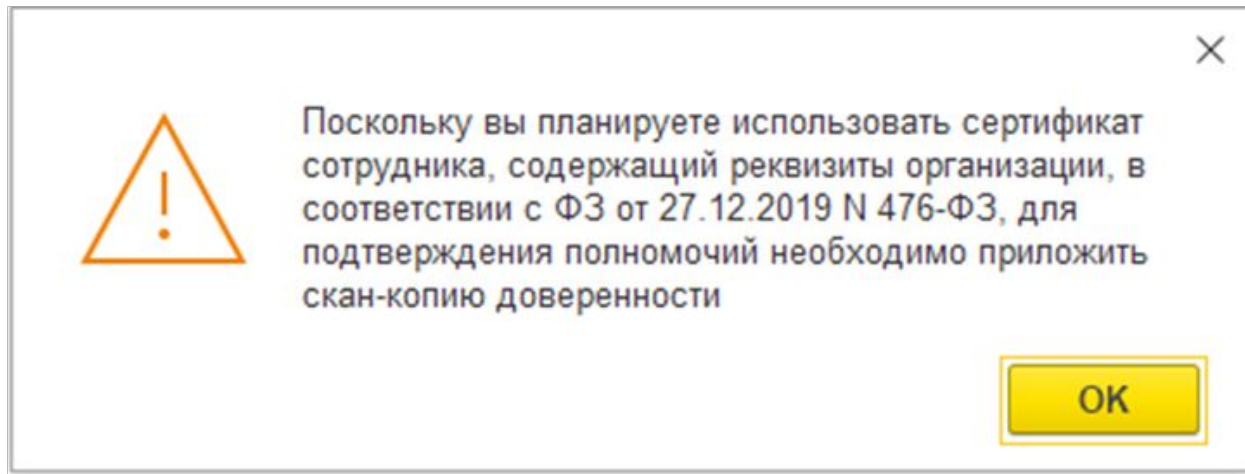 Поскольку вы планируете использовать сертификат
сотрудника, содержащий реквизиты организации, в
соответствии с ФЗ от 27.12.2019 N 476-ФЗ, для
подтверждения полномочий необходимо приложить
скан-копию доверенности
ОК